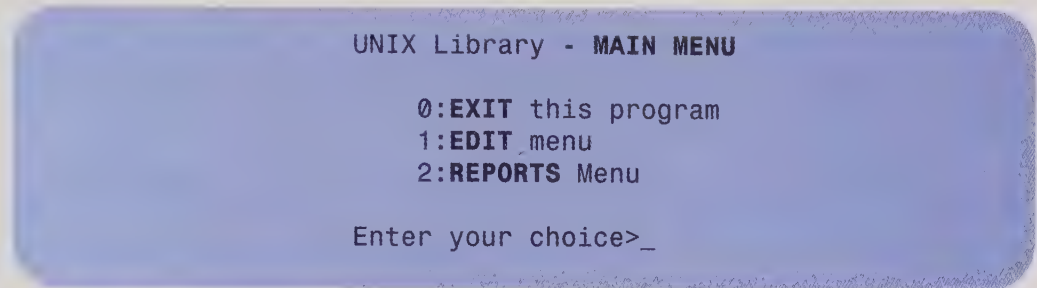 UNIX Library - MAIN MENU
0:EXIT this program
1:EDIT menu
2:REPORTS Menu
Enter your choice>_